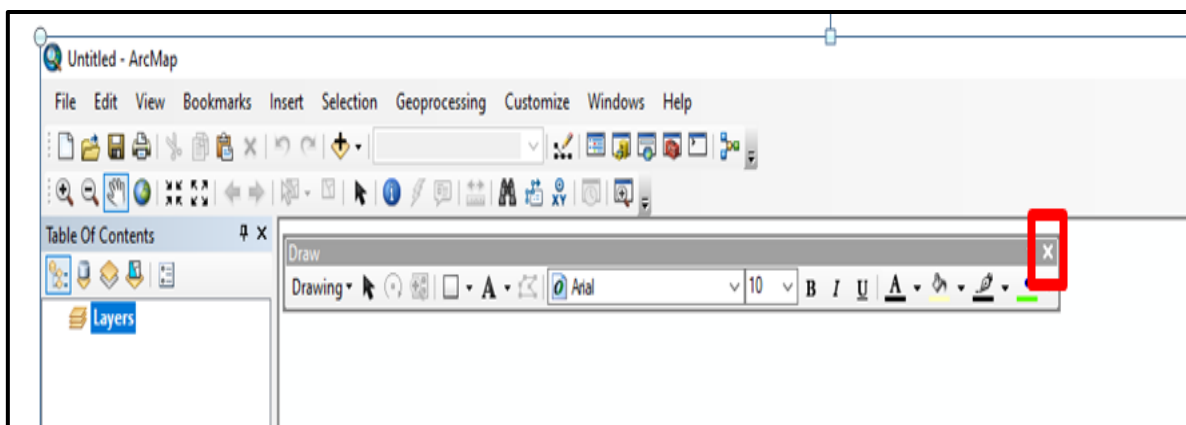 Untitled - ArcMap
File Edit View Bookmarks Insert Selection Geoprocessing Customize Windows Help
XY
Table Of Contents
Draw
Drawing A Arial 10 B I U A
Layers